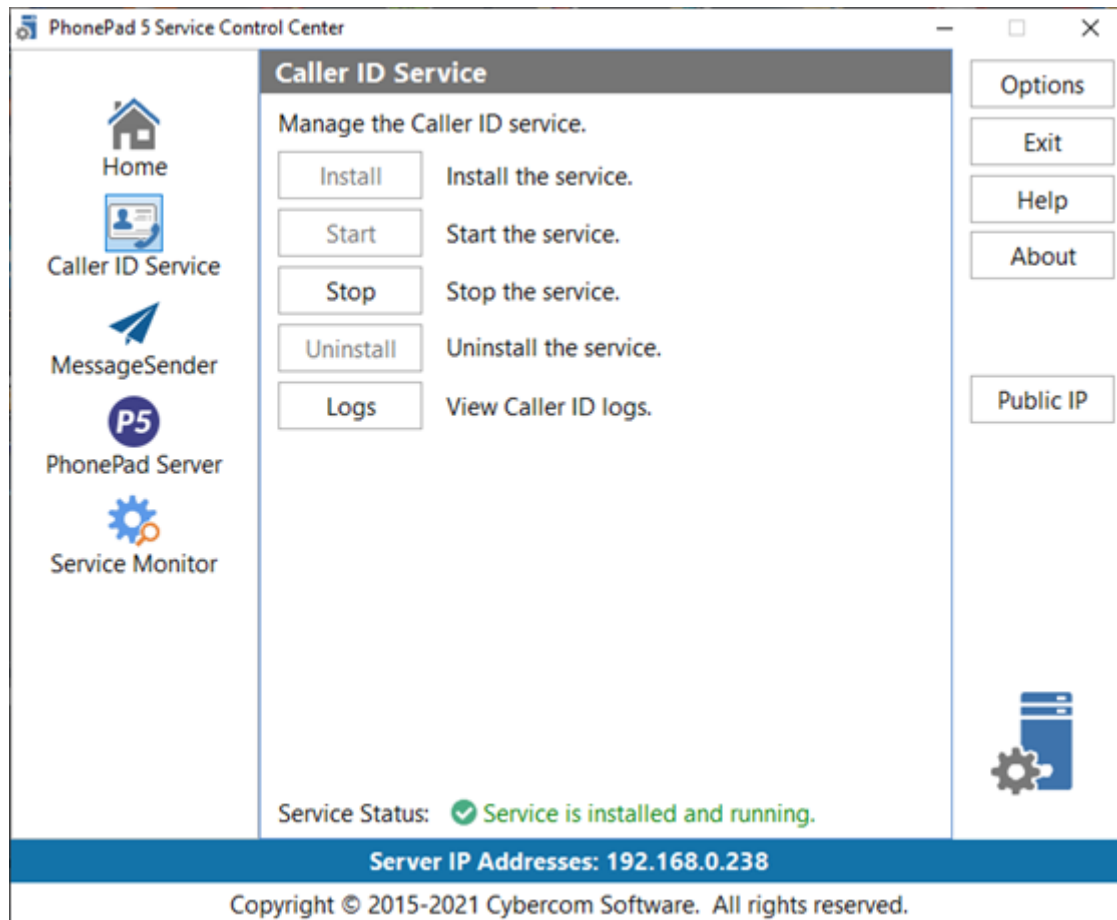 PhonePad 5 Service Control Center
Home
Caller ID Service
MessageSender
P5
PhonePad Server
Service Monitor
Caller ID Service
Manage the Caller ID service.
Install Install the service.
Start Start the service.
Stop Stop the service.
Uninstall Uninstall the service.
Logs View Caller ID logs.
Service Status: Service is installed and running.
Options
Exit
Help
About
Public IP
Server IP Addresses: 192.168.0.238
Copyright © 2015-2021 Cybercom Software. All rights reserved.